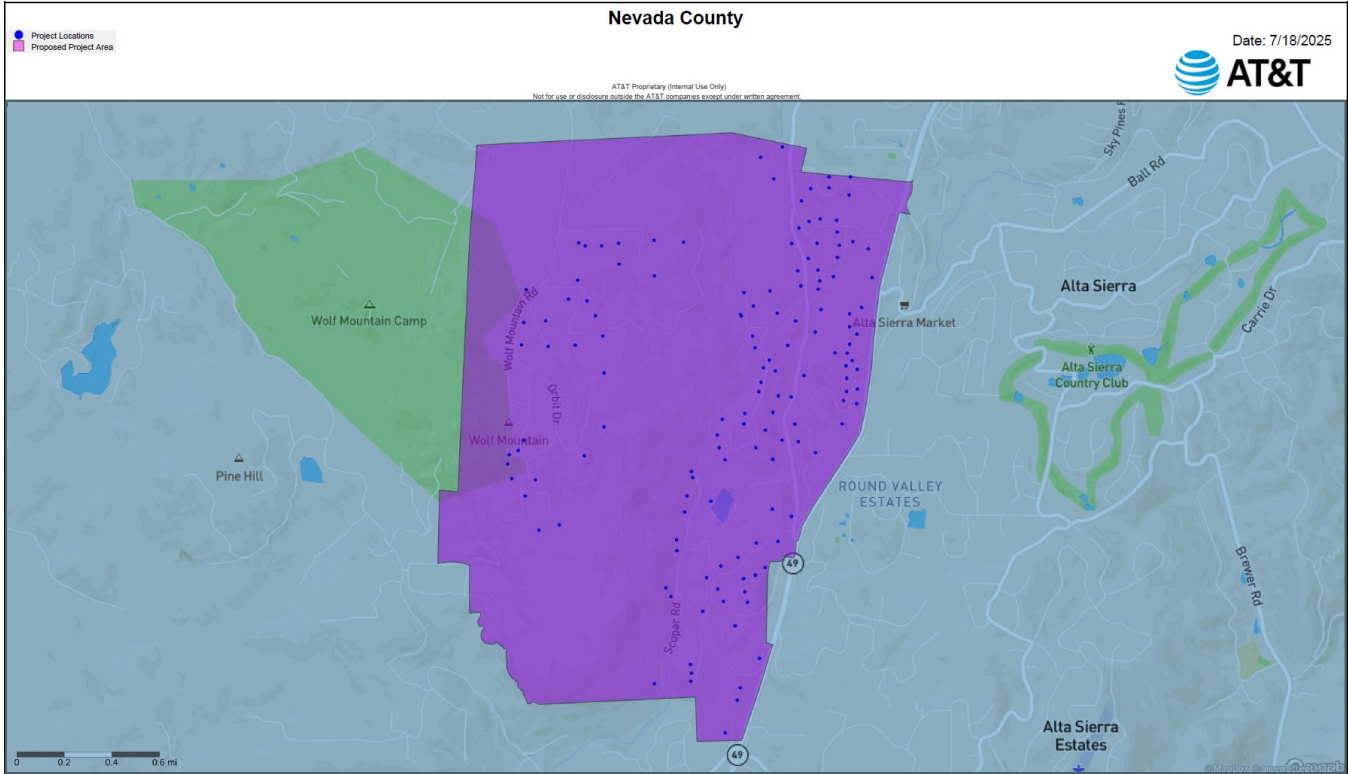 Nevada County
Project Locations
Proposed Project Area
Date: 7/18/2025
AT&T
AT&T Proprietary (Internal Use Only)
Not for use or disclosure outside the AT&T companies except under written agreement.
Ball Rd
Alta Sierra
Wolf Mountain Rd
Wolf Mountain Camp
Alta Sierra Market
Carrie Dr
Alta Sierra
Country Club
Orbit Dr
Wolf Mountain
Pine Hill
ROUND VALLEY
ESTATES
49
Brewer Rd
Scopar Rd
Alta Sierra
Estates
49
0 0.2 0.4 0.6 mi